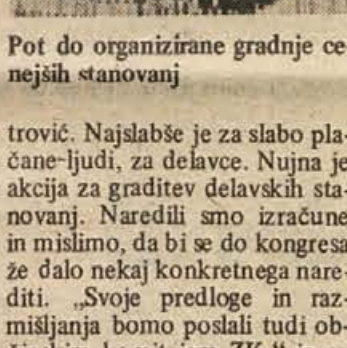 Pot do organizirane gradnje ce-
nejših stanovanj
trović. Najslabše je za slabo pla-
čane-ljudi, za delavce. Nujna je
akcija za graditev delavskih sta-
novanj. Naredili smo izračune
in mislimo, da bi se do kongresa
že dalo nekaj konkretnega nare-
diti. „Svoje predloge in raz-
mišljanja bomo poslali tudi ob-